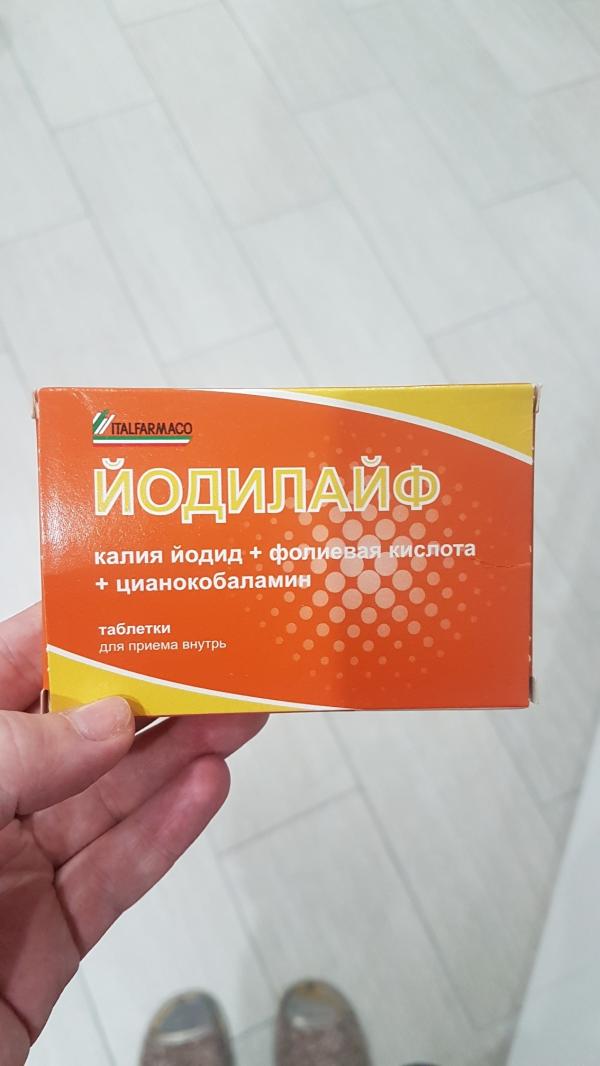 ITALFARMACO
ЙОДИЛАЙФ
калия йодид + фолиевая кислота
+ цианокобаламин
таблетки
для приема внутрь